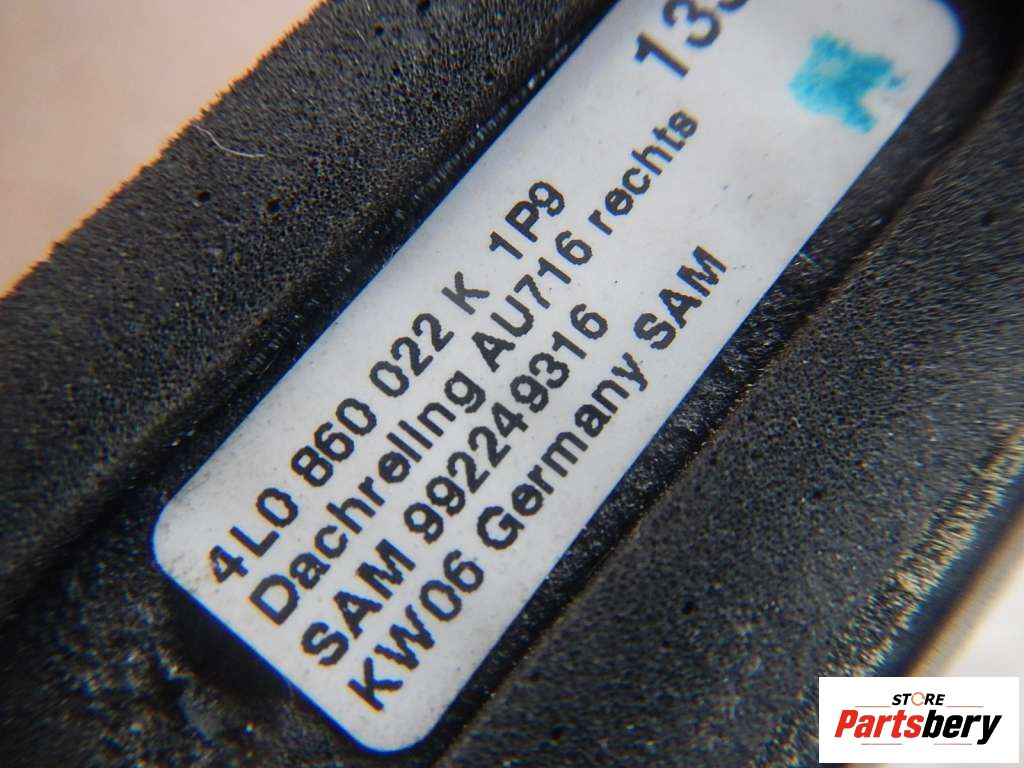 4L0 860 022 K 1P9
Dachreling AU716 rechts
SAM 992249316
KW06 Germany SAM
STORE
Partsbery